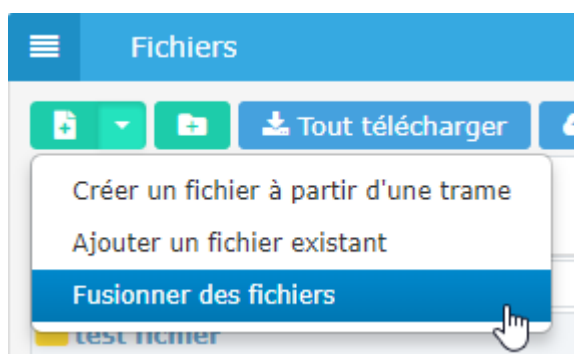 Fichiers
Tout télécharger
Créer un fichier à partir d'une trame
Ajouter un fichier existant
Fusionner des fichiers
test fichier